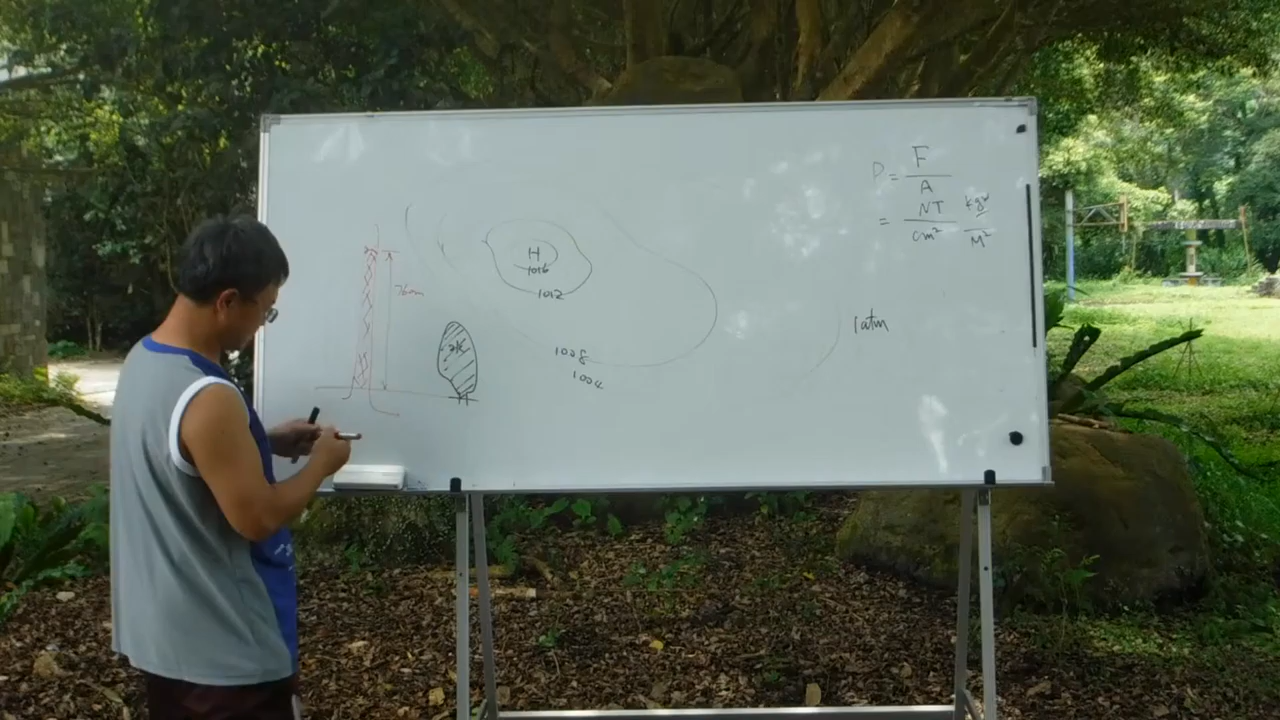 P = F / A
= NT / cm² kgw / M²
H
1016
1012
76cm
1008
1004
1atm